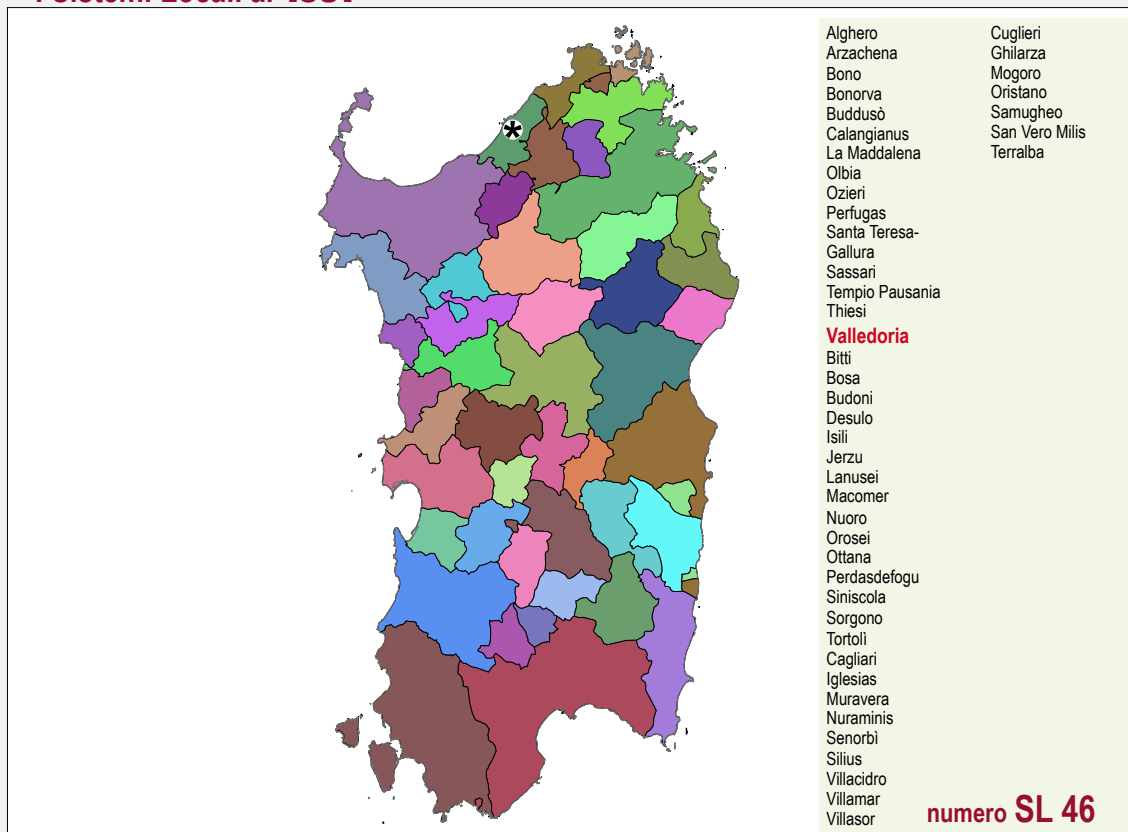 sistemi Locali
Alghero
Arzachena
Bono
Bonorva
Buddusò
Calangianus
La Maddalena
Olbia
Ozieri
Perfugas
Santa Teresa-
Gallura
Sassari
Tempio Pausania
Thiesi
Valledoria
Bitti
Bosa
Budoni
Desulo
Isili
Jerzu
Lanusei
Macomer
Nuoro
Orosei
Ottana
Perdasdefogu
Siniscola
Sorgono
Tortolì
Cagliari
Iglesias
Muravera
Nuraminis
Senorbì
Silius
Villacidro
Villamar
Villasor
Cuglieri
Ghilarza
Mogoro
Oristano
Samugheo
San Vero Milis
Terralba
numero SL 46